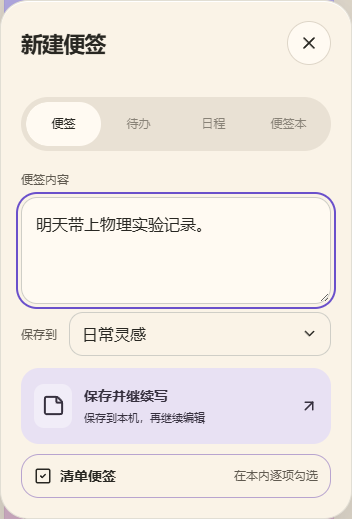 新建便签
便签 待办 日程 便签本
便签内容
明天带上物理实验记录。
保存到 日常灵感
保存并继续写
保存到本机，再继续编辑
清单便签 在本内逐项勾选